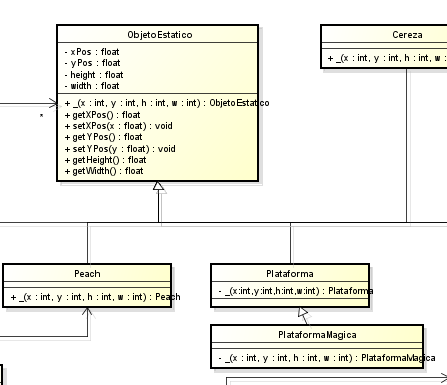 ObjetoEstatico
- xPos : float
- yPos : float
- height : float
- width : float
+ _(x : int, y : int, h : int, w : int) : ObjetoEstatico
+ getXPos() : float
+ setXPos(x : float) : void
+ getYPos() : float
+ setYPos(y : float) : void
+ getHeight() : float
+ getWidth() : float
*
Cereza
+ _(x : int, y : int, h : int, w :
Peach
+ _(x : int, y : int, h : int, w : int) : Peach
Plataforma
- _(x:int,y:int,h:int,w:int) : Plataforma
PlataformaMagica
- _(x : int, y : int, h : int, w : int) : PlataformaMagica